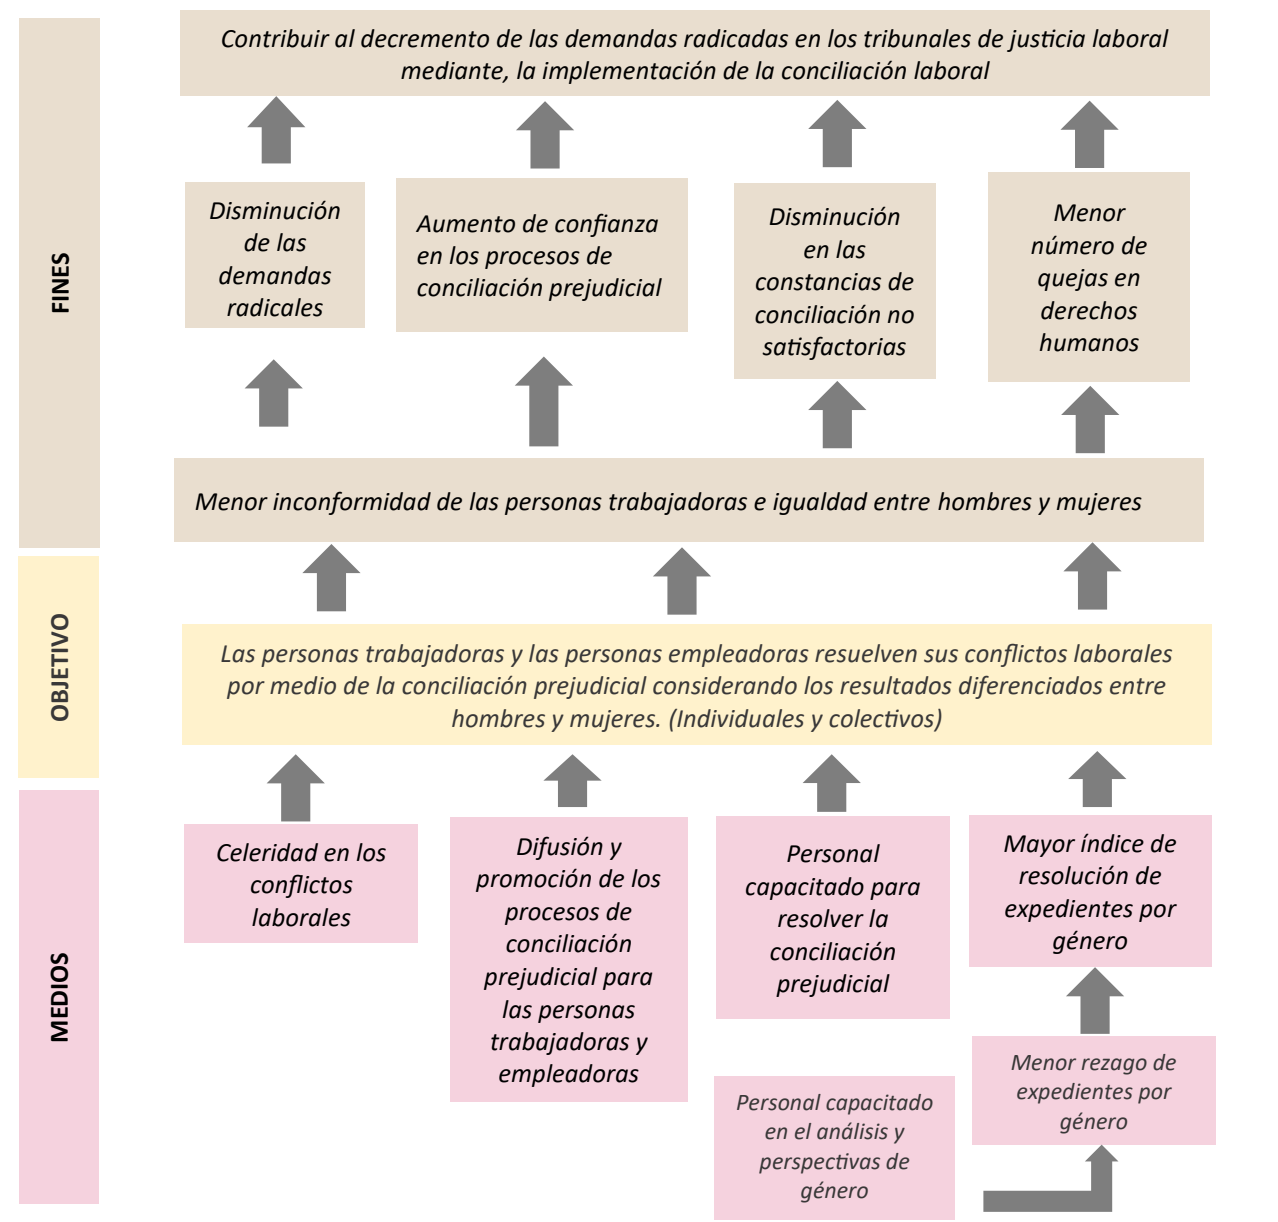 FINES
Contribuir al decremento de las demandas radicadas en los tribunales de justicia laboral
mediante, la implementación de la conciliación laboral
Disminución
de las
demandas
radicales
Aumento de confianza
en los procesos de
conciliación prejudicial
Disminución
en las
constancias de
conciliación no
satisfactorias
Menor
número de
quejas en
derechos
humanos
Menor inconformidad de las personas trabajadoras e igualdad entre hombres y mujeres
OBJETIVO
Las personas trabajadoras y las personas empleadoras resuelven sus conflictos laborales
por medio de la conciliación prejudicial considerando los resultados diferenciados entre
hombres y mujeres. (Individuales y colectivos)
MEDIOS
Celeridad en los
conflictos
laborales
Difusión y
promoción de los
procesos de
conciliación
prejudicial para
las personas
trabajadoras y
empleadoras
Personal
capacitado para
resolver la
conciliación
prejudicial
Mayor índice de
resolución de
expedientes por
género
Personal capacitado
en el análisis y
perspectivas de
género
Menor rezago de
expedientes por
género